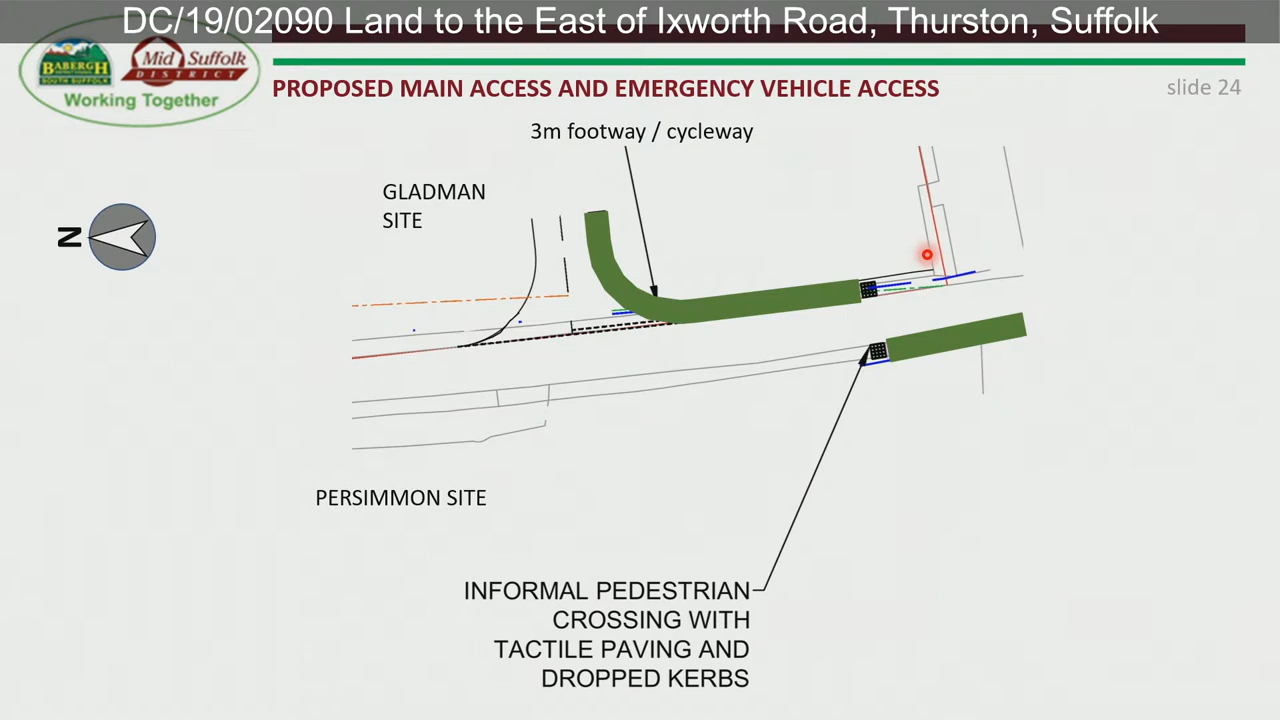 DC/19/02090 Land to the East of Ixworth Road, Thurston, Suffolk
BABERGH
SOUTH SUFFOLK
Mid Suffolk
DISTRICT
Working Together
PROPOSED MAIN ACCESS AND EMERGENCY VEHICLE ACCESS
slide 24
3m footway / cycleway
GLADMAN
SITE
N
PERSIMMON SITE
INFORMAL PEDESTRIAN
CROSSING WITH
TACTILE PAVING AND
DROPPED KERBS